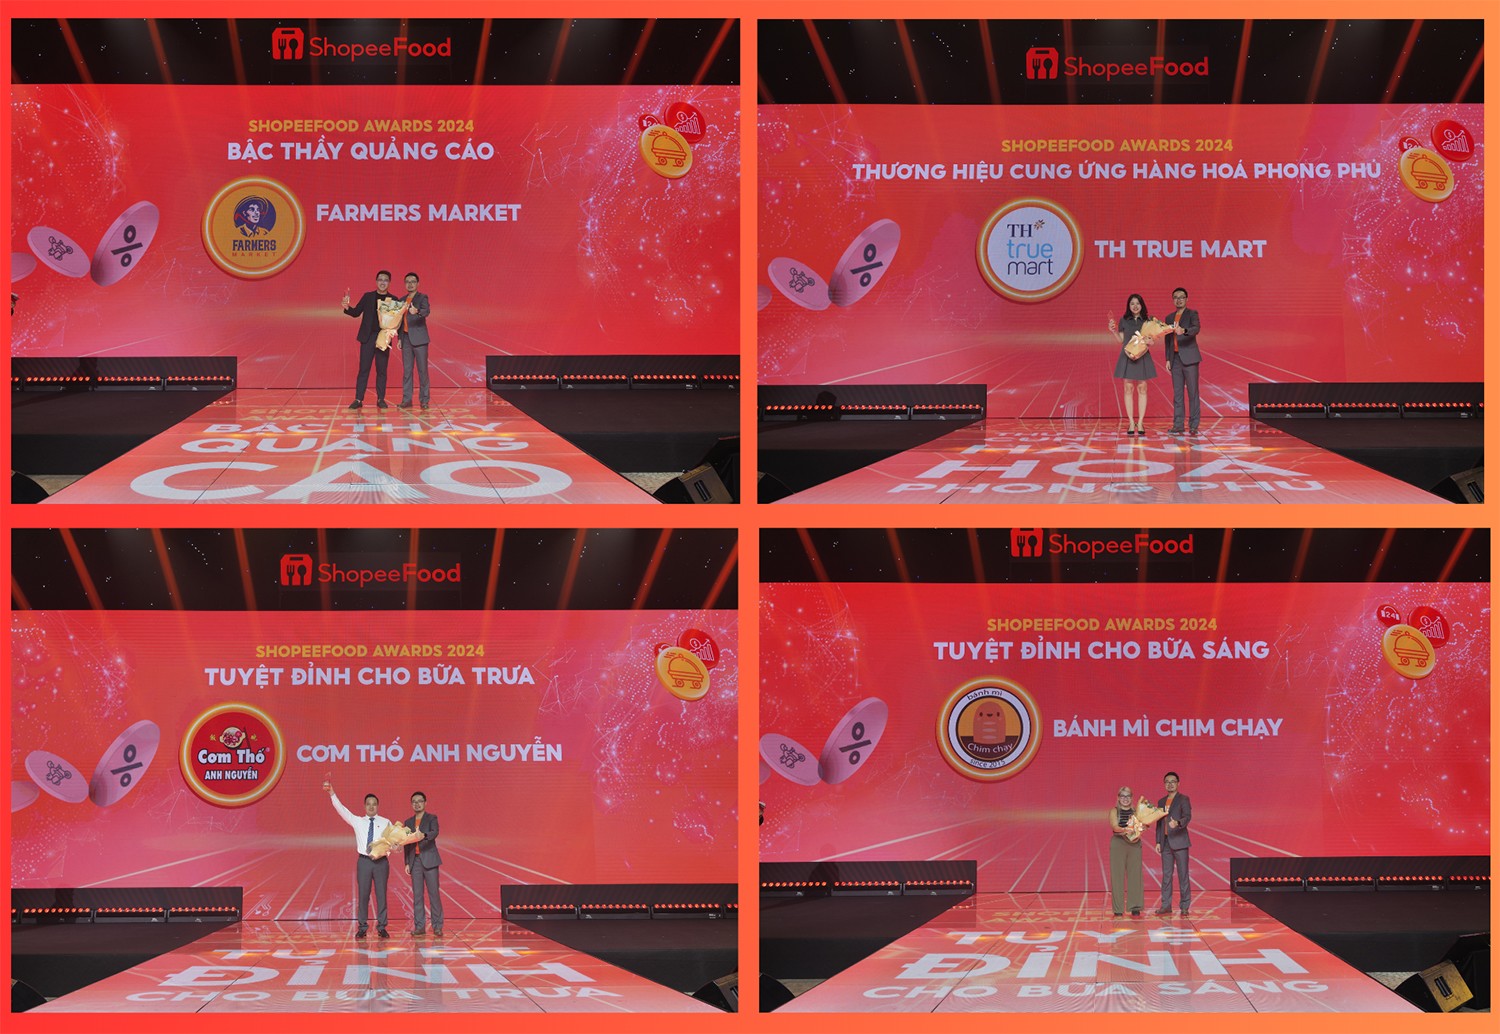 ShopeeFood
SHOPEEFOOD AWARDS 2024
BẬC THẦY QUẢNG CÁO
FARMERS
MARKET
FARMERS MARKET
BẬC THẦY
QUẢNG
CÁO
ShopeeFood
SHOPEEFOOD AWARDS 2024
THƯƠNG HIỆU CUNG ỨNG HÀNG HOÁ PHONG PHÚ
TH
true
mart
TH TRUE MART
HÀNG
HOÁ
PHONG PHÚ
ShopeeFood
SHOPEEFOOD AWARDS 2024
TUYỆT ĐỈNH CHO BỮA TRƯA
Cơm Thố
ANH NGUYỄN
CƠM THỐ ANH NGUYỄN
TUYỆT
ĐỈNH
CHO BỮA TRƯA
ShopeeFood
SHOPEEFOOD AWARDS 2024
TUYỆT ĐỈNH CHO BỮA SÁNG
bánh mì
Chim chạy
since 2015
BÁNH MÌ CHIM CHẠY
TUYỆT
ĐỈNH
CHO BỮA SÁNG